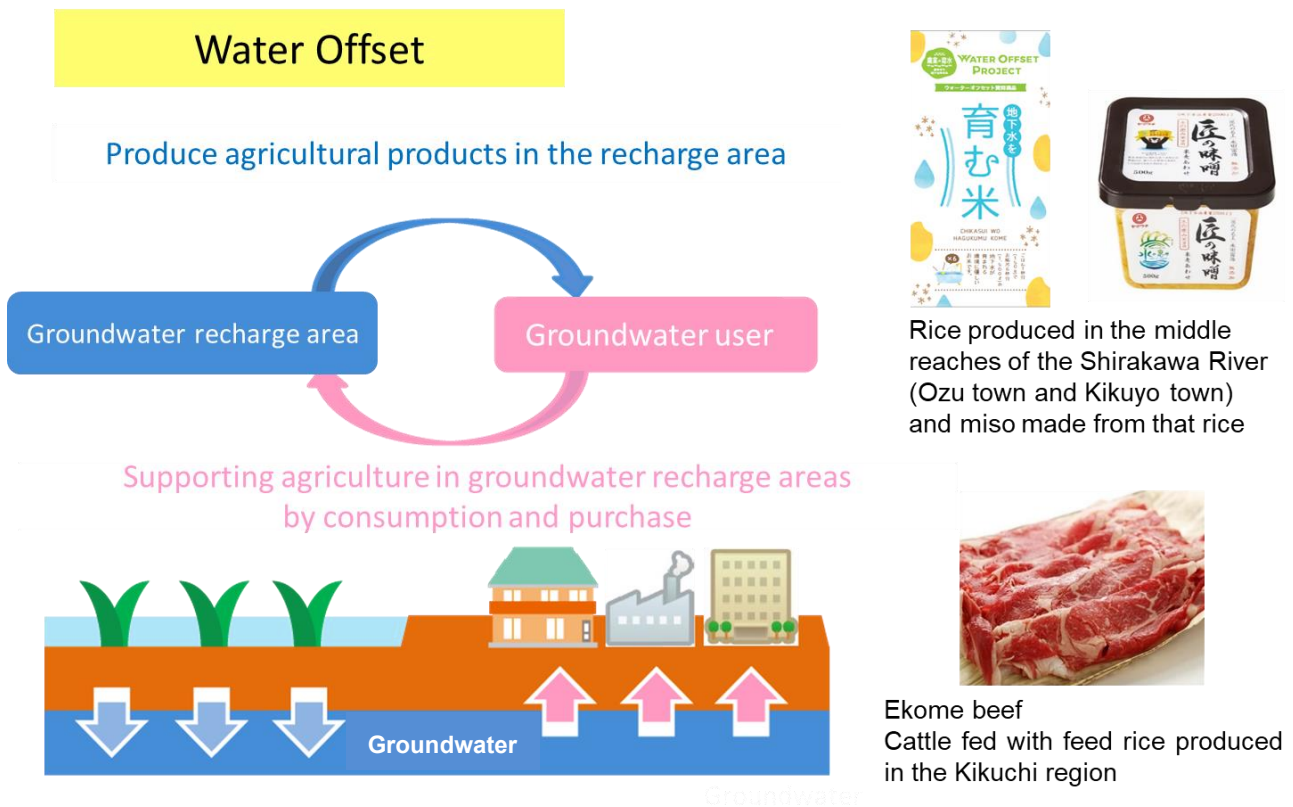 Water Offset
Produce agricultural products in the recharge area
Groundwater recharge area
Groundwater user
Supporting agriculture in groundwater recharge areas
by consumption and purchase
Groundwater
Groundwater
WATER OFFSET
PROJECT
地下水を
育む米
CHIKASUI WO
HAGUKUMU KOME
匠の味噌
500g
匠の味噌
500g
Rice produced in the middle
reaches of the Shirakawa River
(Ozu town and Kikuyo town)
and miso made from that rice
Ekome beef
Cattle fed with feed rice produced
in the Kikuchi region